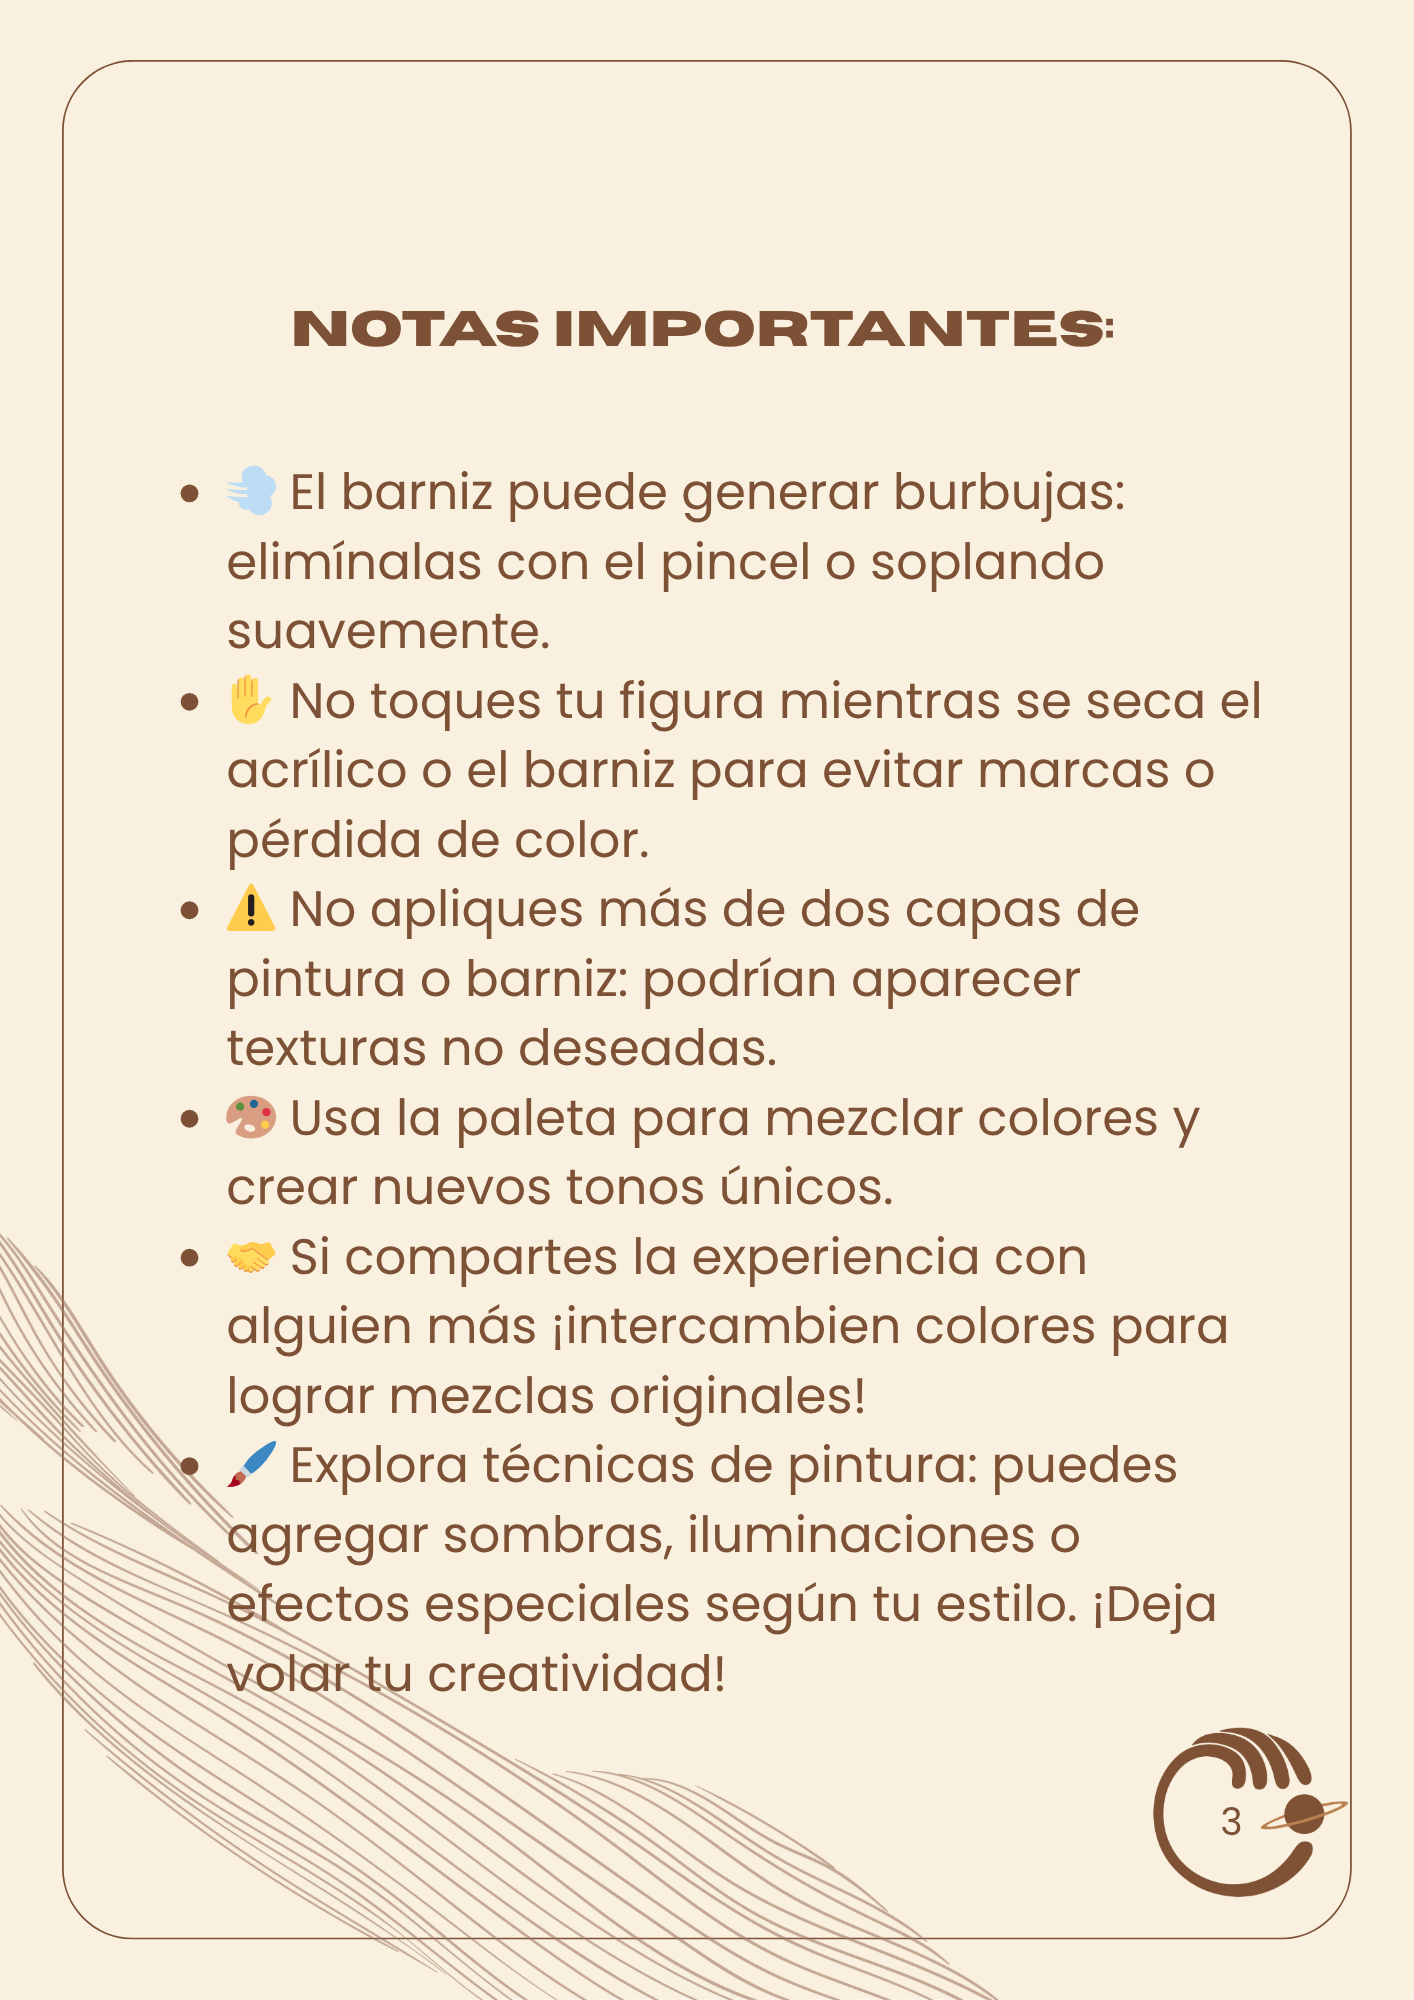 NOTAS IMPORTANTES:
• 💨 El barniz puede generar burbujas:
elimínalas con el pincel o soplando
suavemente.
• ✋ No toques tu figura mientras se seca el
acrílico o el barniz para evitar marcas o
pérdida de color.
• ⚠️ No apliques más de dos capas de
pintura o barniz: podrían aparecer
texturas no deseadas.
• 🎨 Usa la paleta para mezclar colores y
crear nuevos tonos únicos.
• 🤝 Si compartes la experiencia con
alguien más ¡intercambien colores para
lograr mezclas originales!
• 🖌️ Explora técnicas de pintura: puedes
agregar sombras, iluminaciones o
efectos especiales según tu estilo. ¡Deja
volar tu creatividad!
3